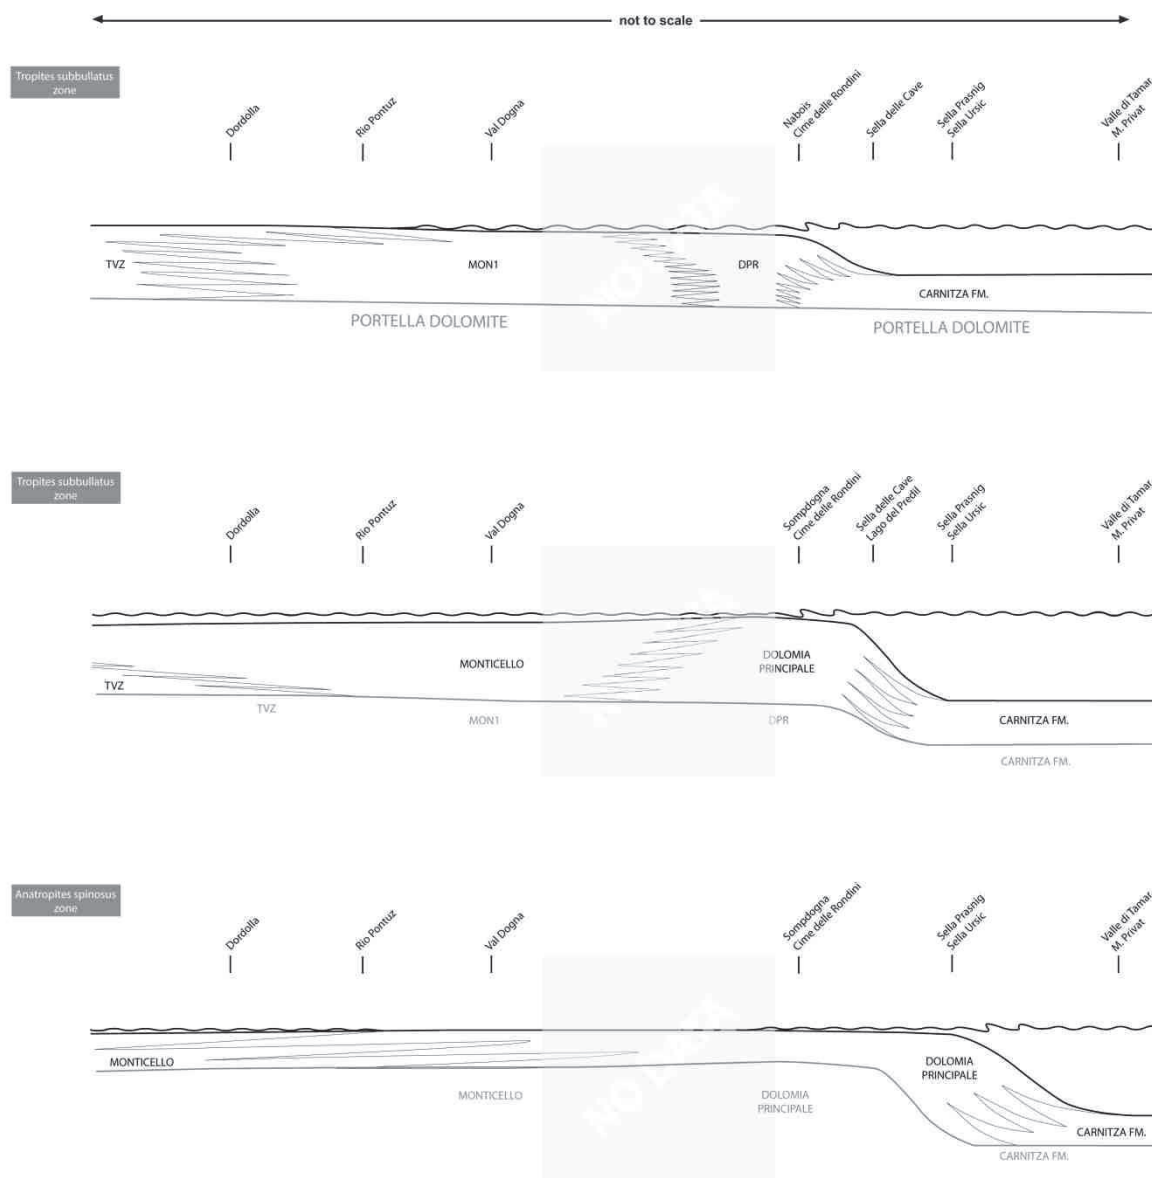 not to scale
Tropites subbullatus
zone
Dordolla
Rio Pontuz
Val Dogna
Nabois
Cime delle Rondini
Sella delle Cave
Sella Prasnig
Sella Ursic
Valle di Tamar
M. Privat
TVZ
MON1
DPR
CARNITZA FM.
PORTELLA DOLOMITE
PORTELLA DOLOMITE
Tropites subbullatus
zone
Dordolla
Rio Pontuz
Val Dogna
Sompdogna
Cime delle Rondini
Sella delle Cave
Lago del Predil
Sella Prasnig
Sella Ursic
Valle di Tamar
M. Privat
MONTICELLO
DOLOMIA
PRINCIPALE
TVZ
TVZ
MON1
DPR
CARNITZA FM.
CARNITZA FM.
Anatropites spinosus
zone
Dordolla
Rio Pontuz
Val Dogna
Sompdogna
Cime delle Rondini
Sella Prasnig
Sella Ursic
Valle di Tamar
M. Privat
MONTICELLO
DOLOMIA
PRINCIPALE
MONTICELLO
DOLOMIA
PRINCIPALE
CARNITZA FM.
CARNITZA FM.
NO DATA
NO DATA